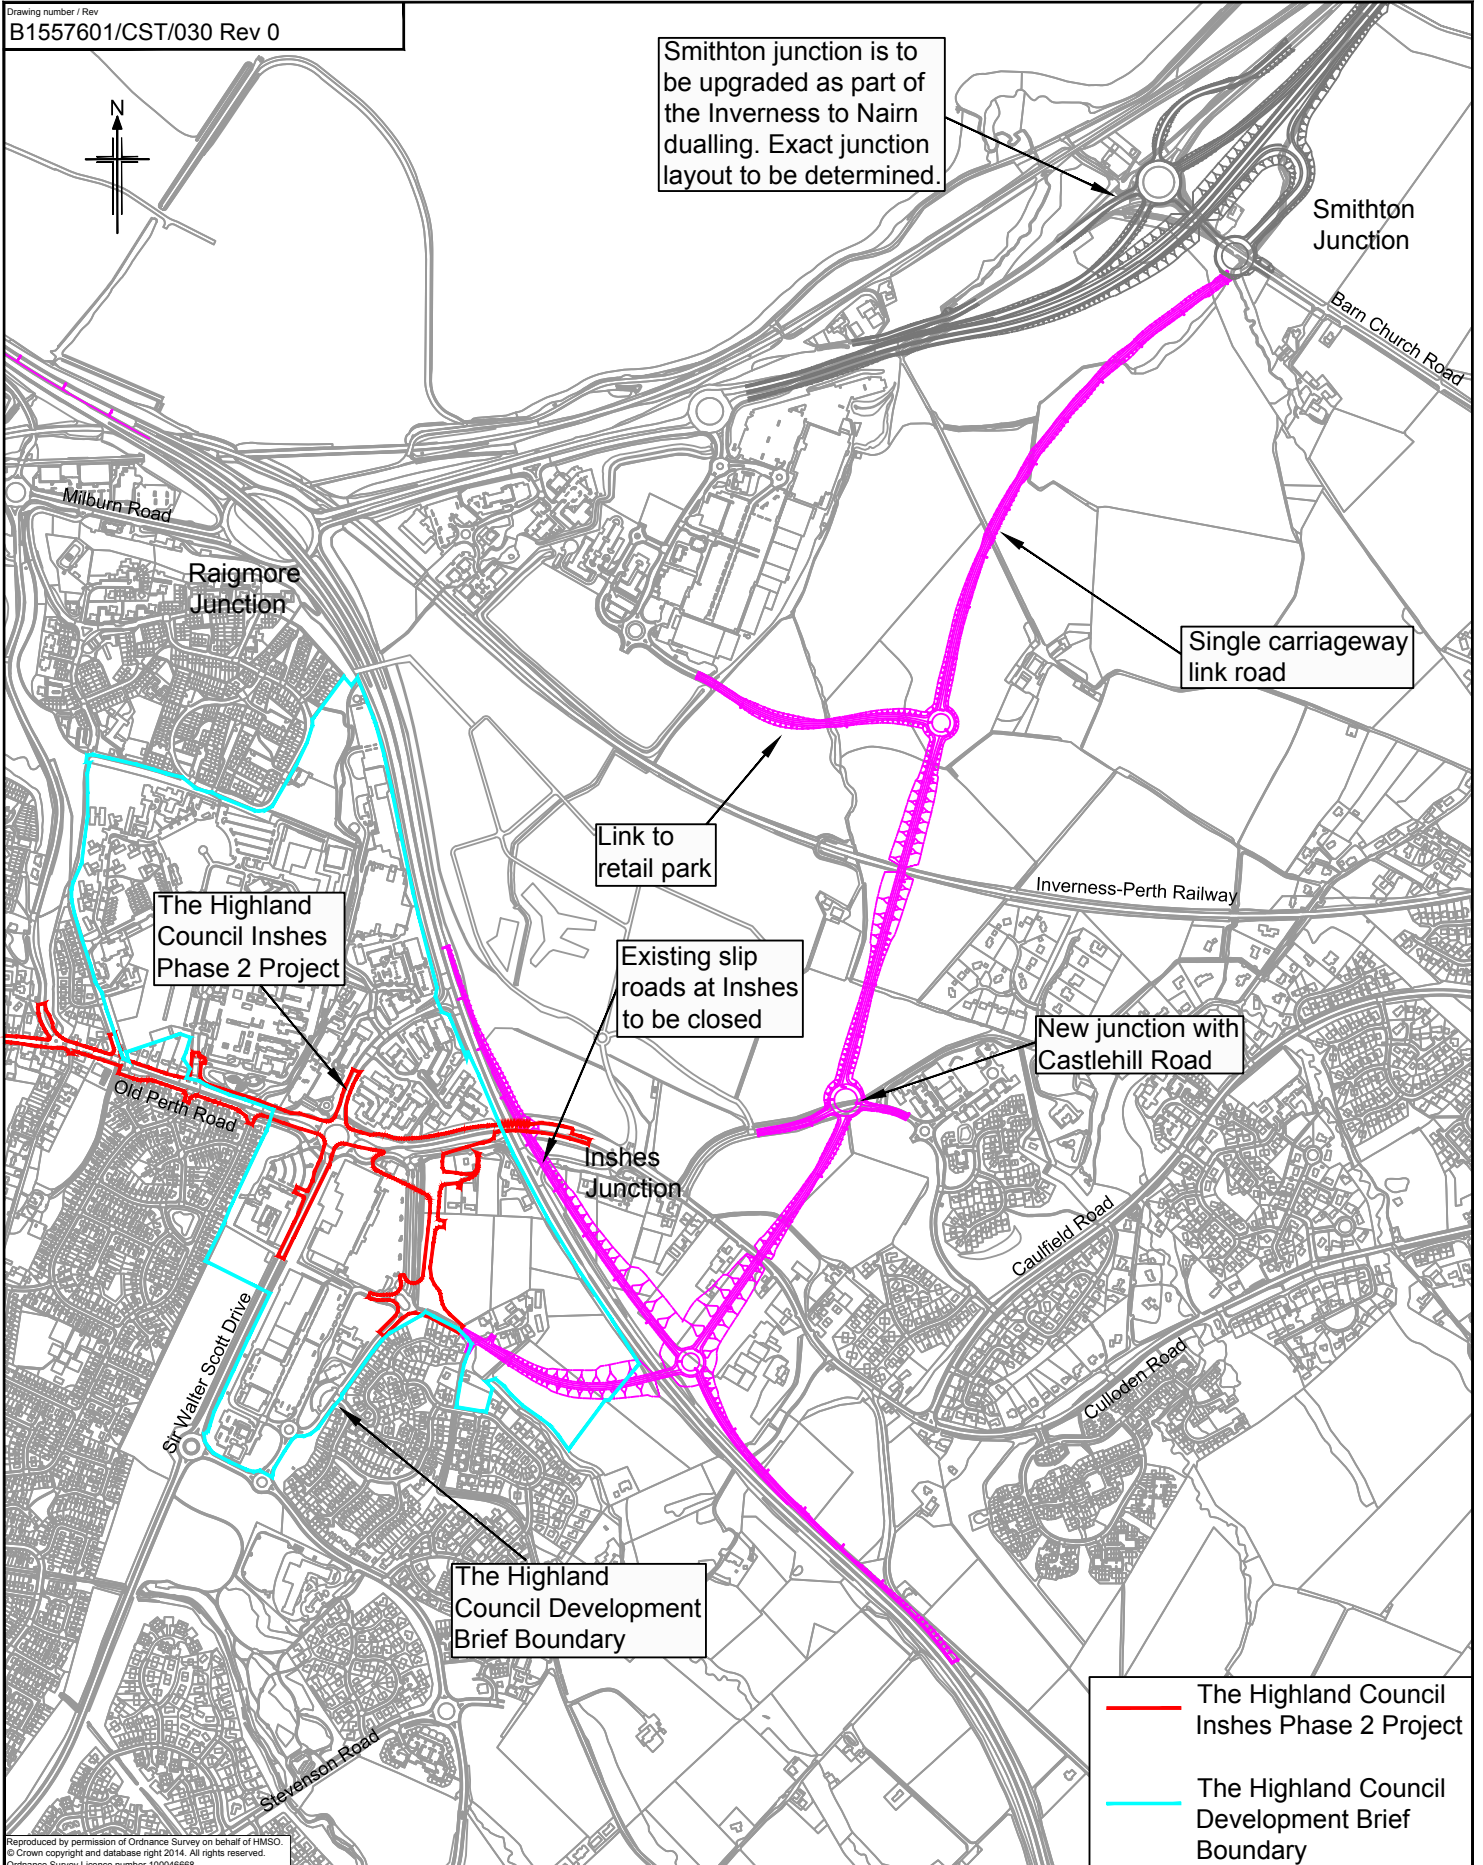 Drawing number / Rev
B1557601/CST/030 Rev 0
N
Smithton junction is to
be upgraded as part of
the Inverness to Nairn
dualling. Exact junction
layout to be determined.
Smithton
Junction
Barn Church Road
Milburn Road
Raigmore
Junction
Single carriageway
link road
Link to
retail park
Inverness-Perth Railway
The Highland
Council Inshes
Phase 2 Project
Existing slip
roads at Inshes
to be closed
New junction with
Castlehill Road
Old Perth Road
Inshes
Junction
Caulfield Road
Sir Walter Scott Drive
Culloden Road
The Highland
Council Development
Brief Boundary
Stevenson Road
The Highland Council
Inshes Phase 2 Project
The Highland Council
Development Brief
Boundary
Reproduced by permission of Ordnance Survey on behalf of HMSO.
© Crown copyright and database right 2014. All rights reserved.
Ordnance Survey Licence number 100046668